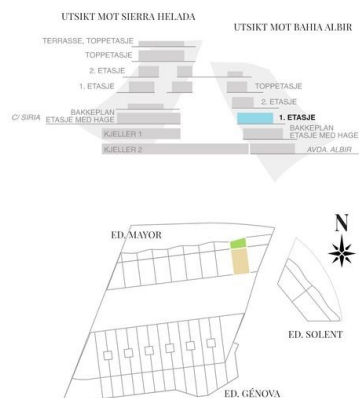 UTSIKT MOT SIERRA HELADA
UTSIKT MOT BAHIA ALBIR
TERRASSE, TOPPETASJE
TOPPETASJE
2. ETASJE
1. ETASJE
TOPPETASJE
2. ETASJE
C/ SIRIA
BAKKEPLAN
ETASJE MED HAGE
1. ETASJE
KJELLER 1
BAKKEPLAN
ETASJE MED HAGE
KJELLER 2
AVDA. ALBIR
ED. MAYOR
N
ED. SOLENT
ED. GÉNOVA